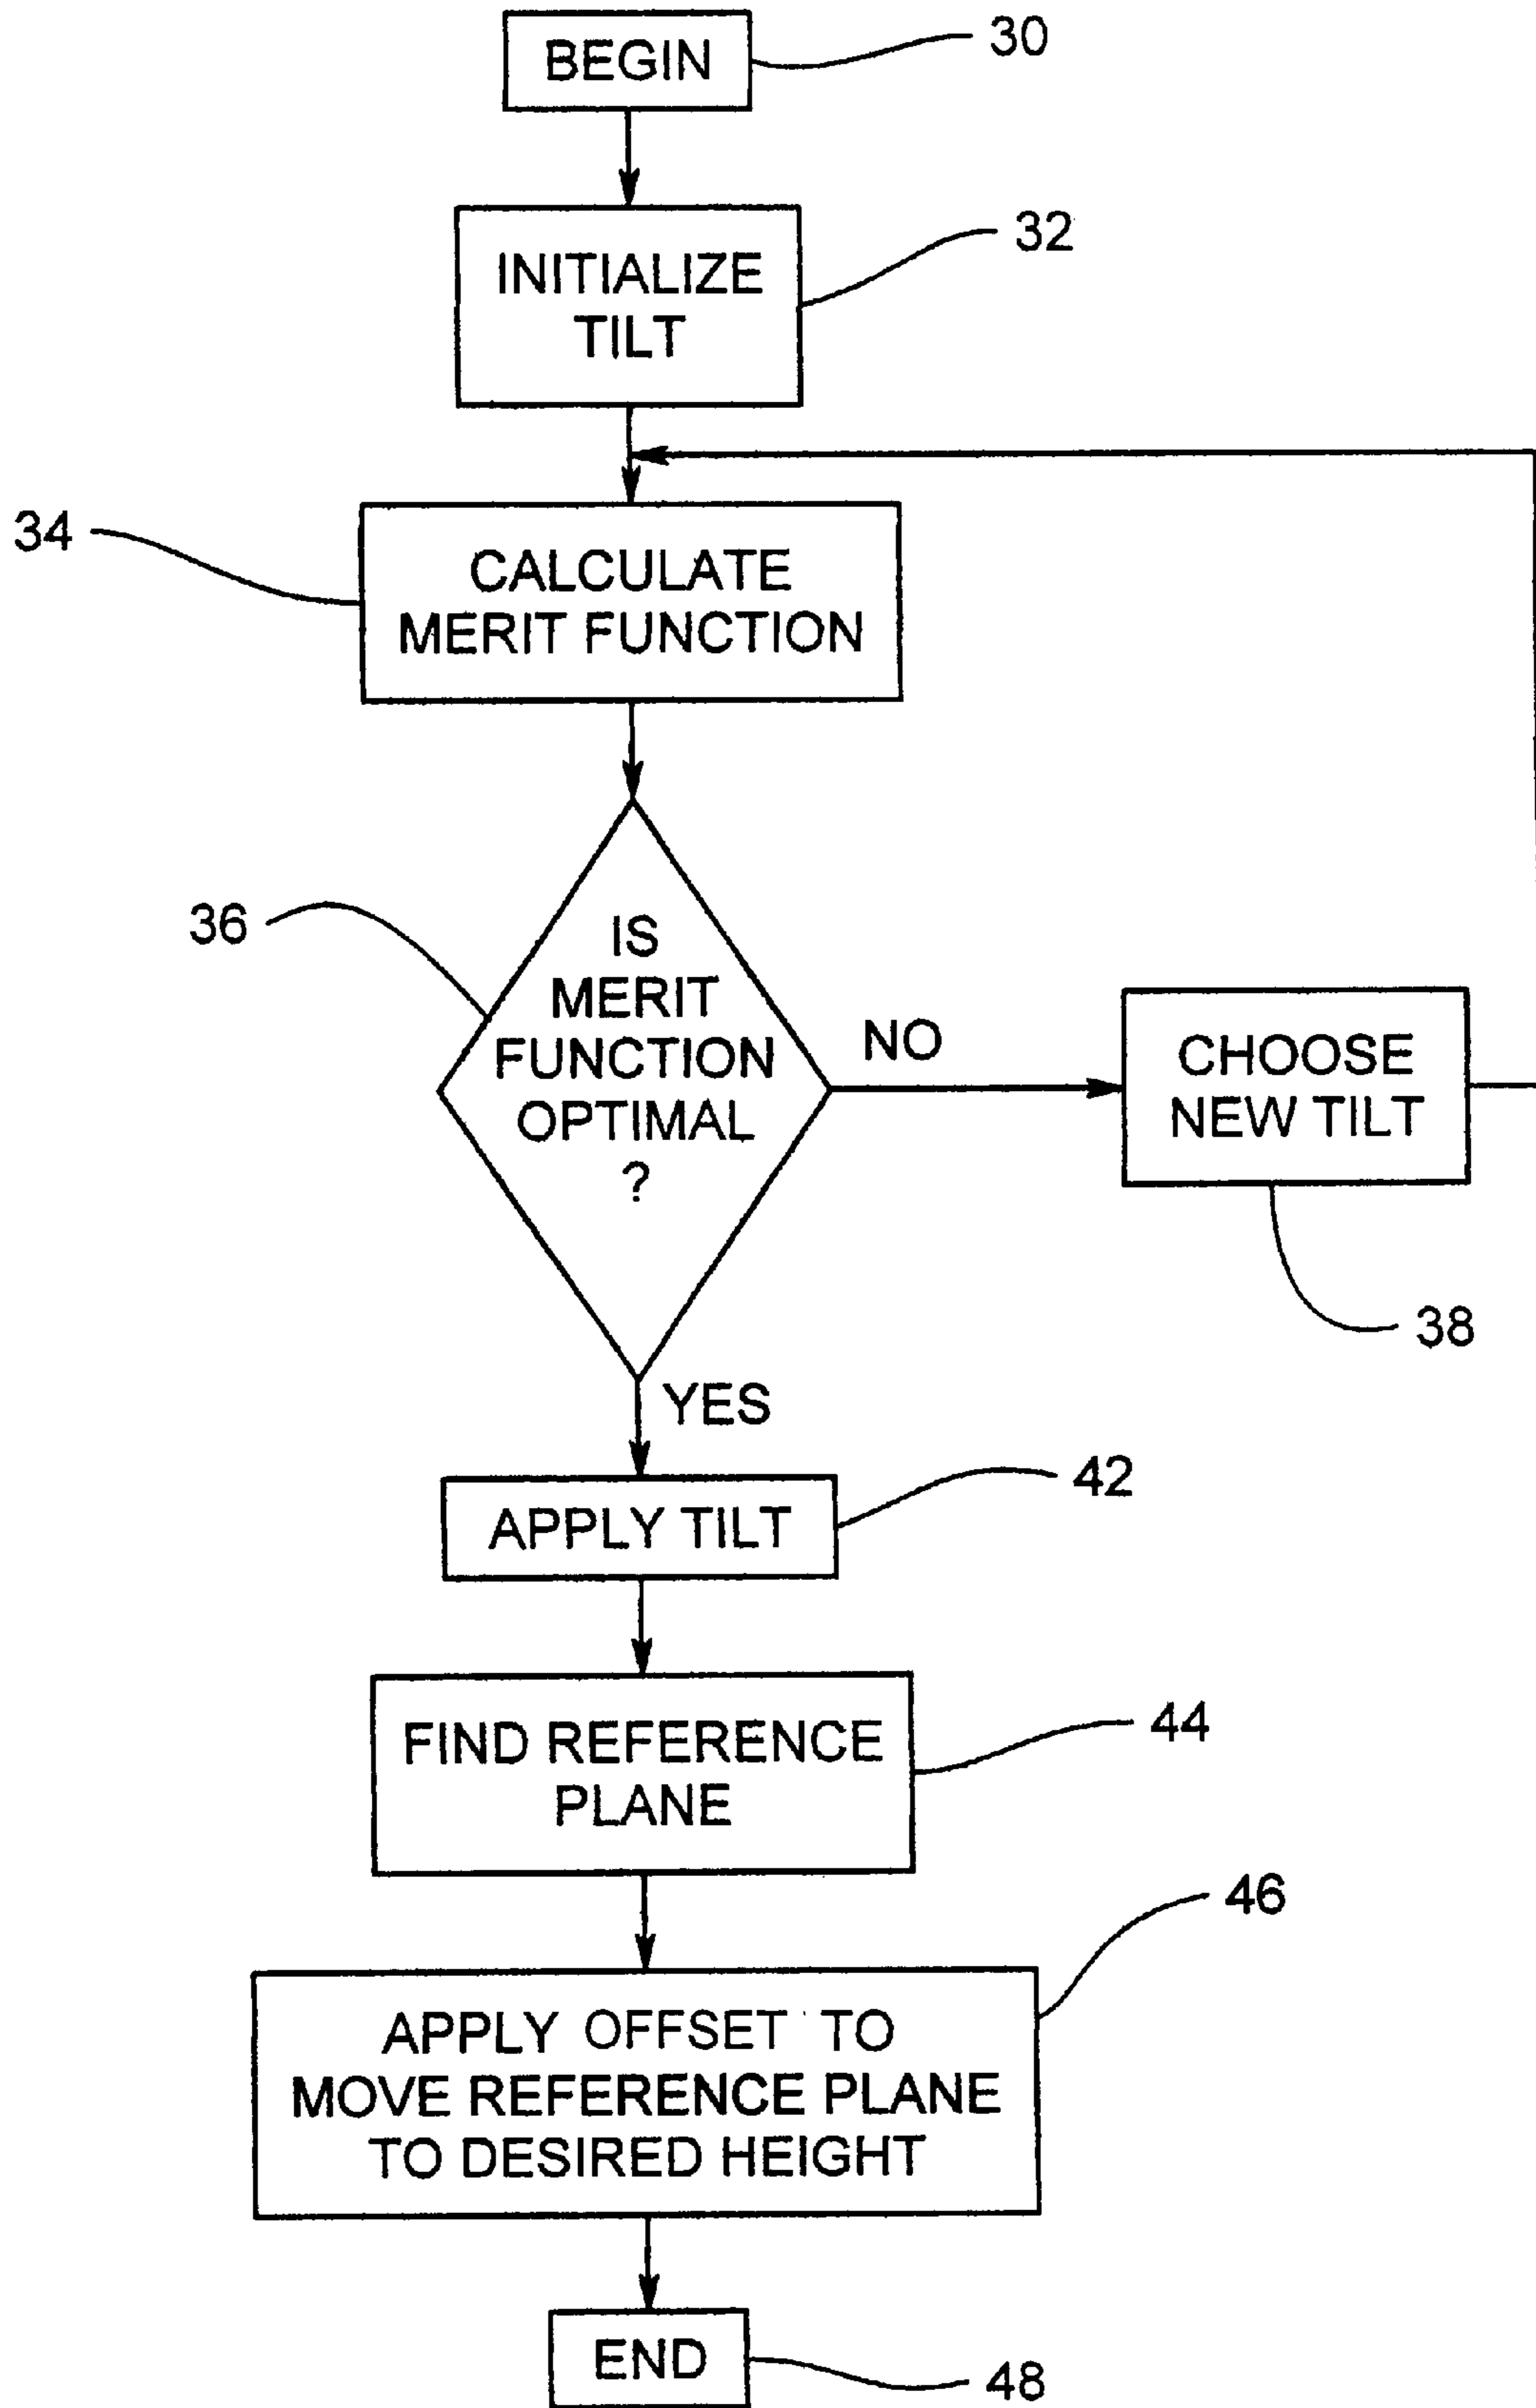 BEGIN
30
INITIALIZE
TILT
32
34
CALCULATE
MERIT FUNCTION
36
IS
MERIT
FUNCTION
OPTIMAL
?
NO
CHOOSE
NEW TILT
38
YES
APPLY TILT
42
FIND REFERENCE
PLANE
44
APPLY OFFSET TO
MOVE REFERENCE PLANE
TO DESIRED HEIGHT
46
END
48